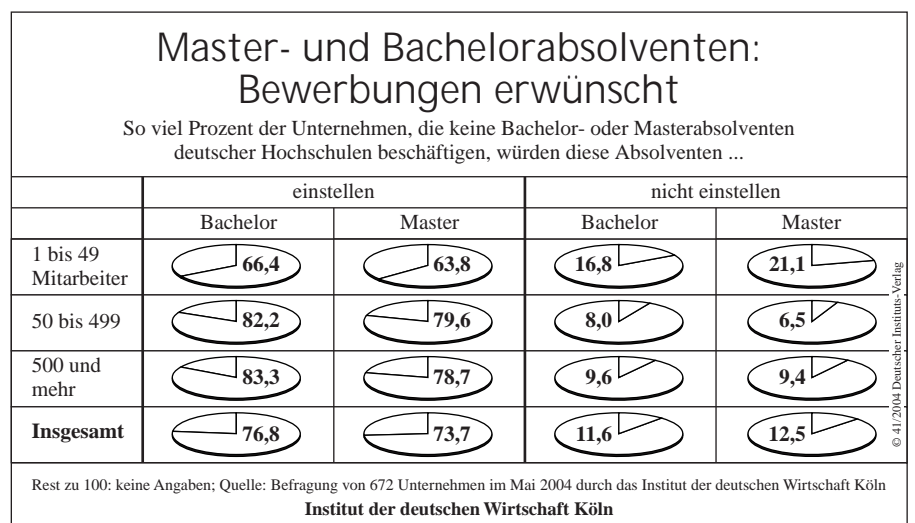 Master- und Bachelorabsolventen:
Bewerbungen erwünscht
So viel Prozent der Unternehmen, die keine Bachelor- oder Masterabsolventen
deutscher Hochschulen beschäftigen, würden diese Absolventen ...
einstellen nicht einstellen
Bachelor Master Bachelor Master
1 bis 49
Mitarbeiter 66,4 63,8 16,8 21,1
50 bis 499 82,2 79,6 8,0 6,5
500 und
mehr 83,3 78,7 9,6 9,4
Insgesamt 76,8 73,7 11,6 12,5
© 41/2004 Deutscher Instituts-Verlag
Rest zu 100: keine Angaben; Quelle: Befragung von 672 Unternehmen im Mai 2004 durch das Institut der deutschen Wirtschaft Köln
Institut der deutschen Wirtschaft Köln